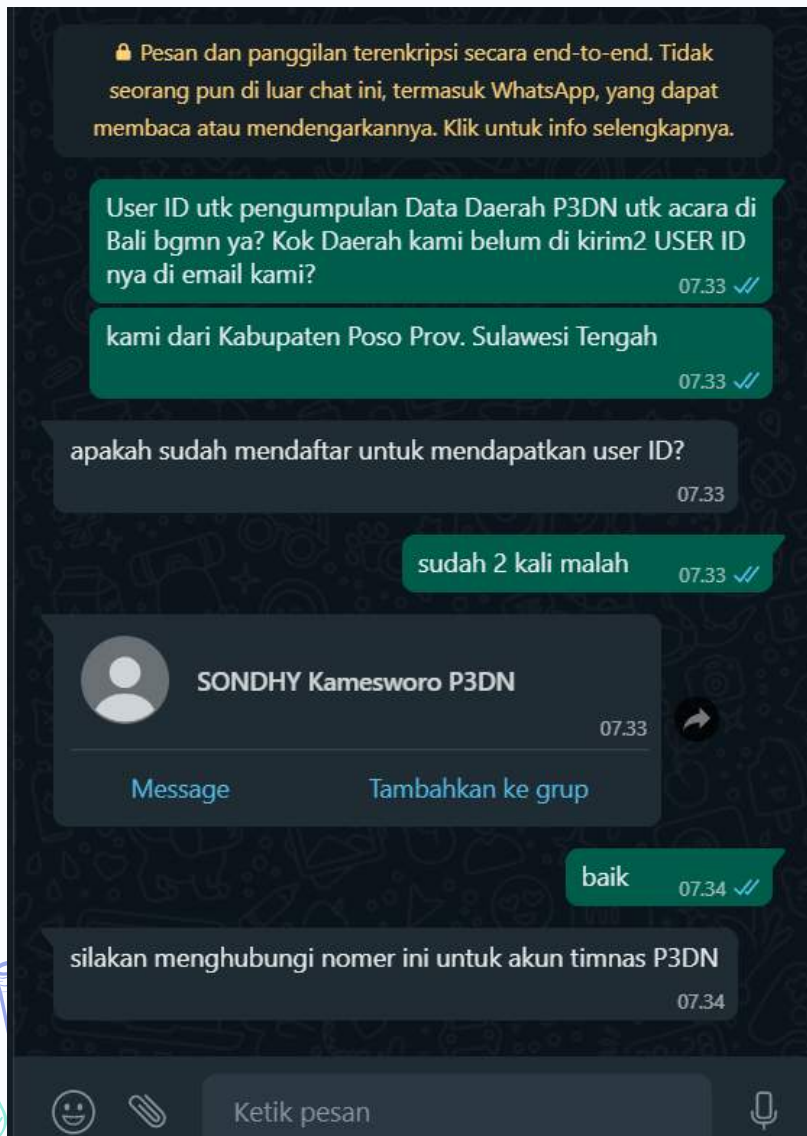 Pesan dan panggilan terenkripsi secara end-to-end. Tidak
seorang pun di luar chat ini, termasuk WhatsApp, yang dapat
membaca atau mendengarkannya. Klik untuk info selengkapnya.
User ID utk pengumpulan Data Daerah P3DN utk acara di
Bali bgmn ya? Kok Daerah kami belum di kirim2 USER ID
nya di email kami?
07.33
kami dari Kabupaten Poso Prov. Sulawesi Tengah
07.33
apakah sudah mendaftar untuk mendapatkan user ID?
07.33
sudah 2 kali malah 07.33
SONDHY Kamesworo P3DN
07.33
Message Tambahkan ke grup
baik 07.34
silakan menghubungi nomer ini untuk akun timnas P3DN
07.34
Ketik pesan